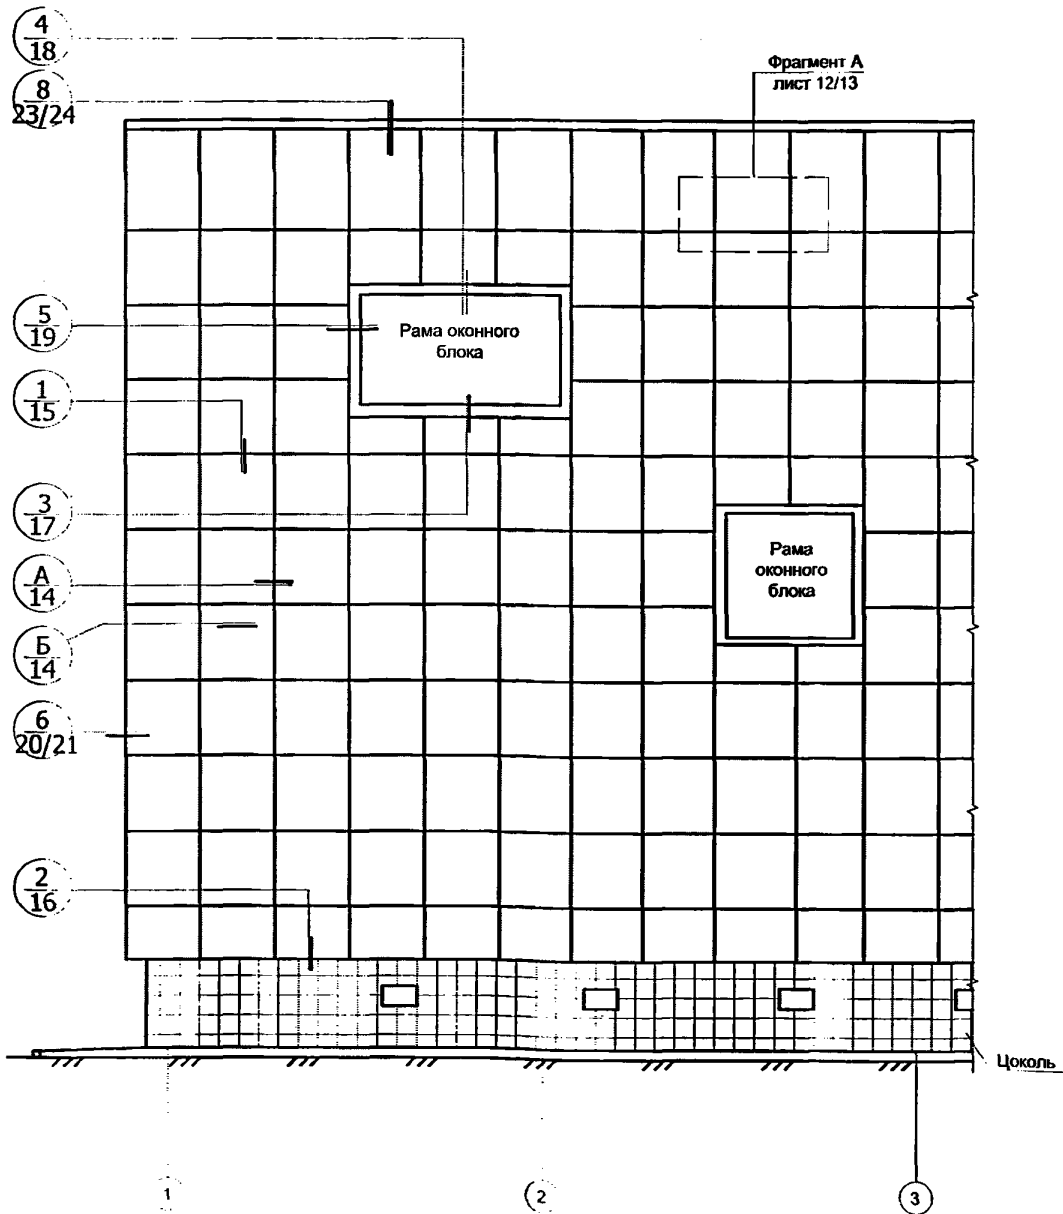 4
18
8
23/24
Фрагмент А
лист 12/13
5
19
Рама оконного
блока
1
15
3
17
Рама
оконного
блока
А
14
Б
14
6
20/21
2
16
Цоколь
1
2
3